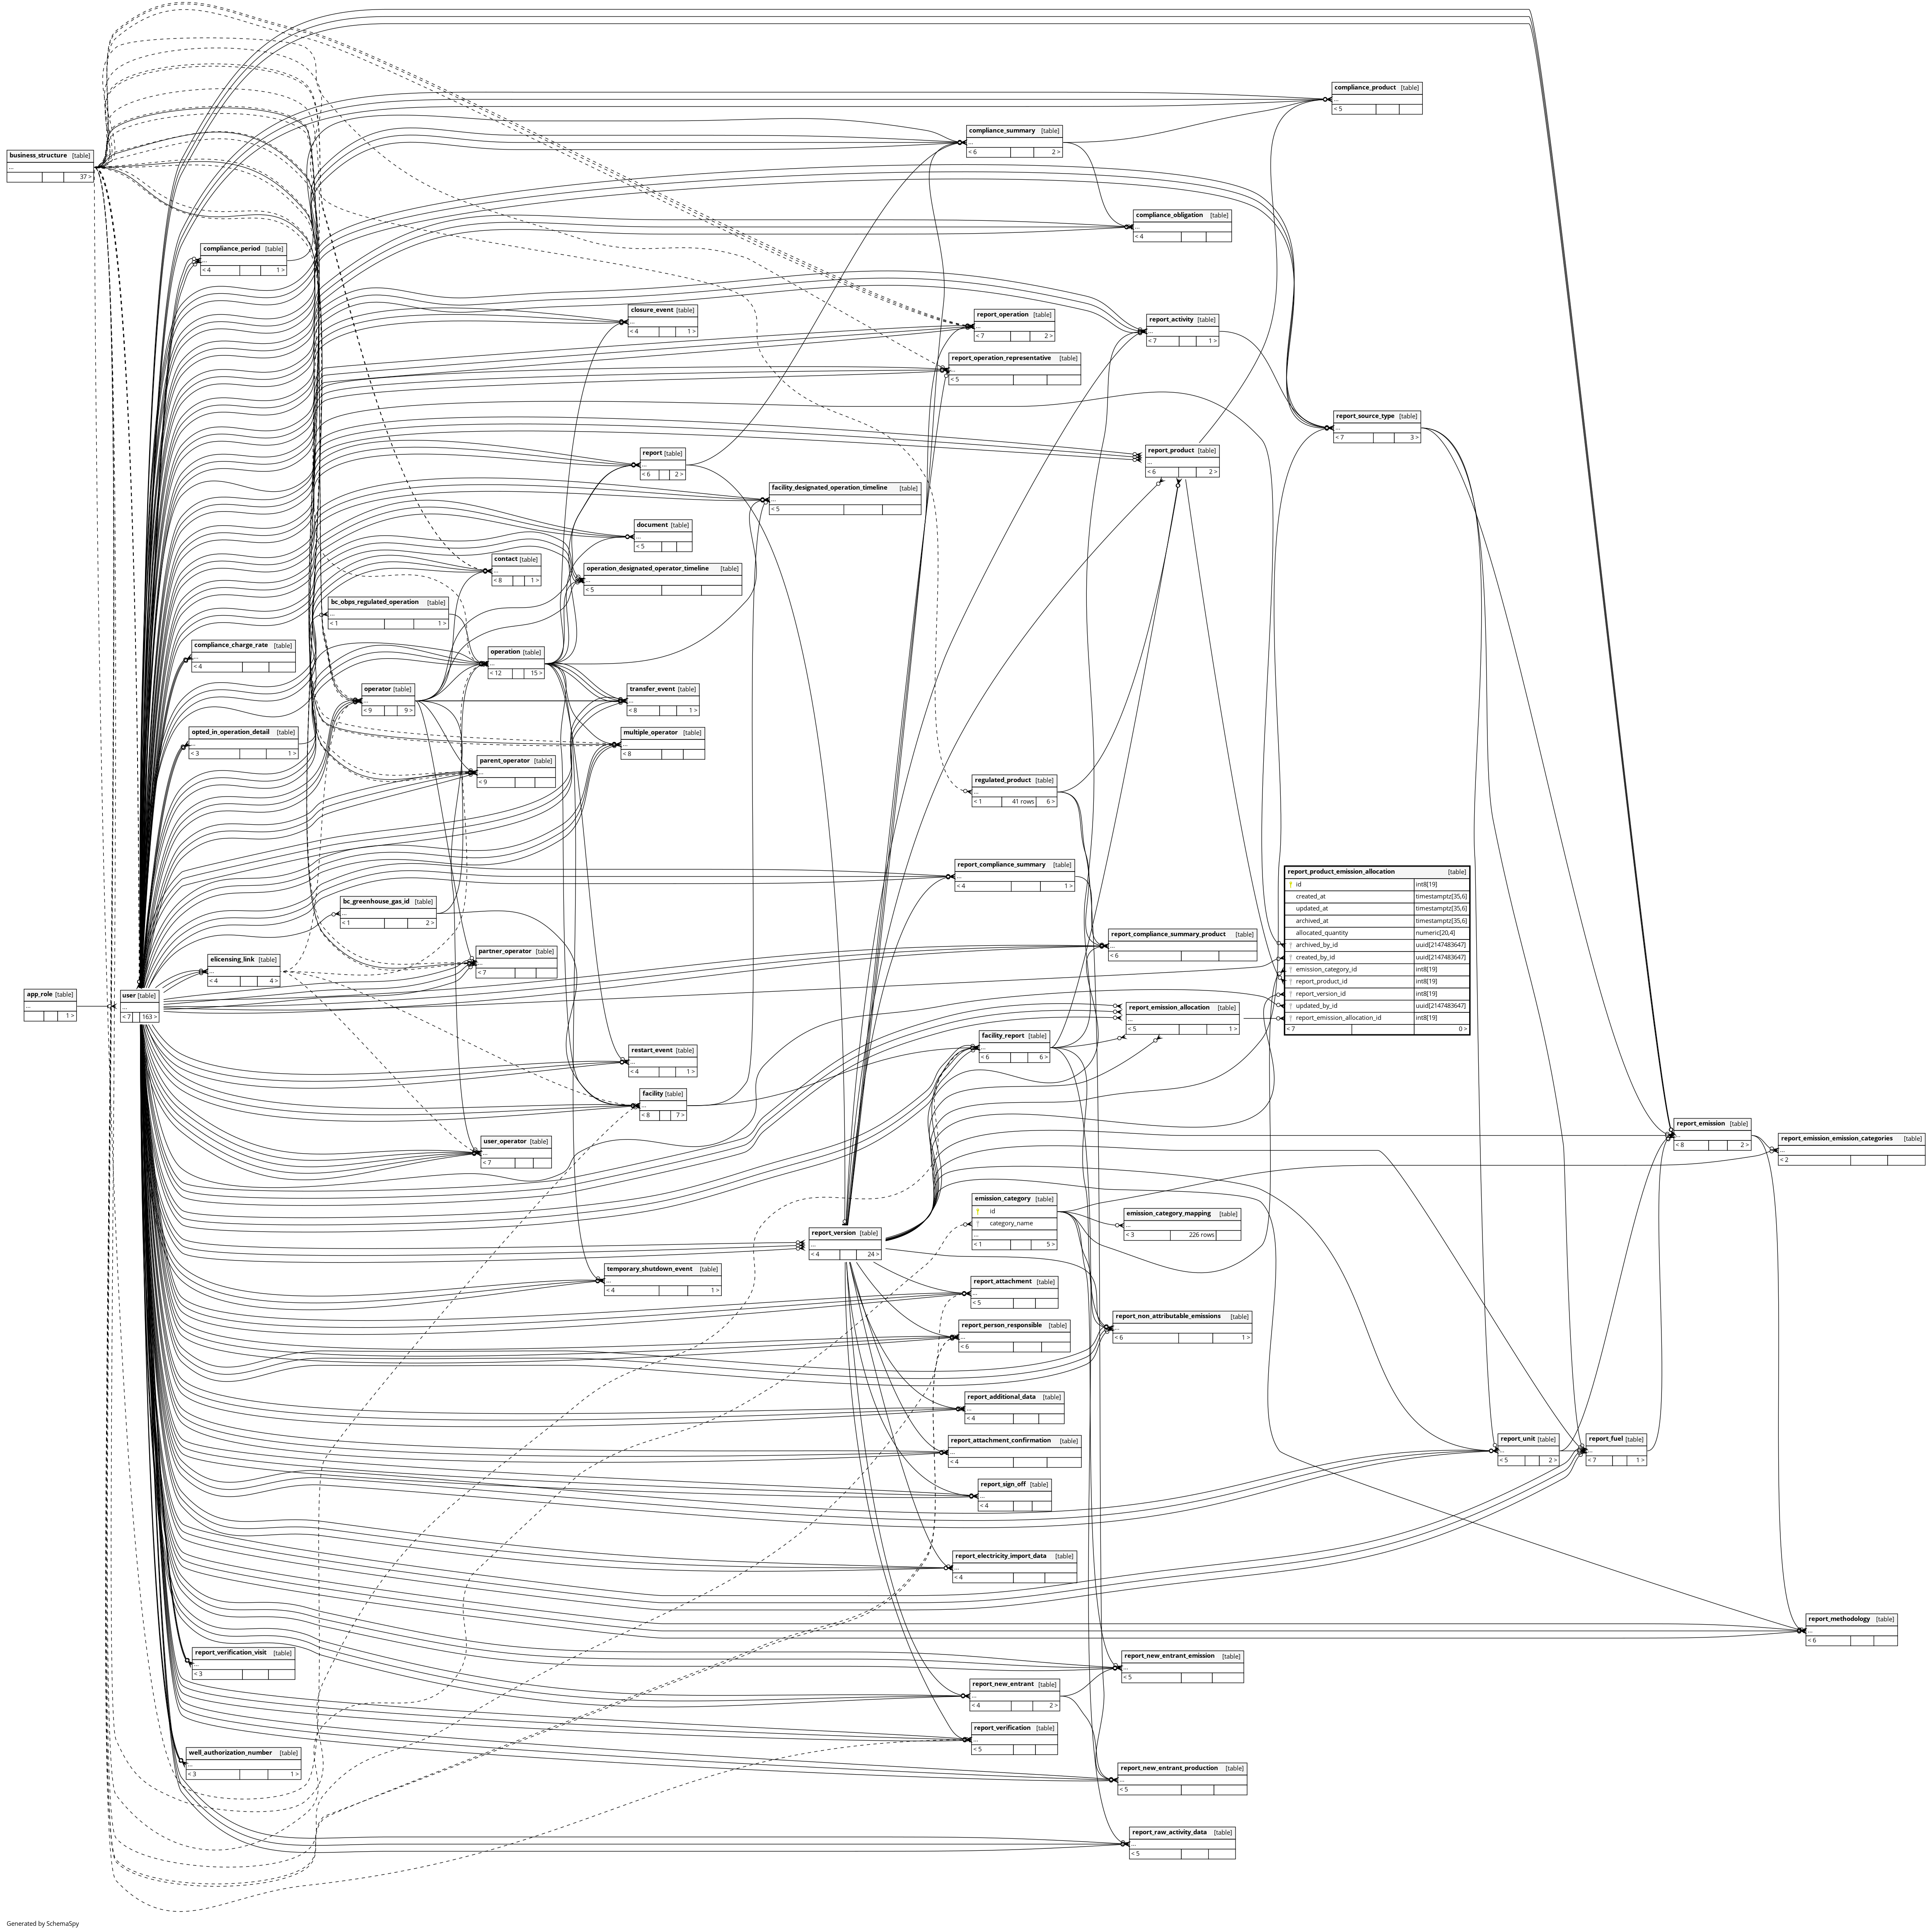 compliance_product [table]
...
< 5
compliance_summary [table]
...
< 6 2 >
business_structure [table]
...
37 >
compliance_obligation [table]
...
< 4
compliance_period [table]
...
< 4 1 >
closure_event [table]
...
< 4 1 >
report_operation [table]
...
< 7 2 >
report_activity [table]
...
< 7 1 >
report_operation_representative [table]
...
< 5
report_source_type [table]
...
< 7 3 >
report [table]
...
< 6 2 >
report_product [table]
...
< 6 2 >
facility_designated_operation_timeline [table]
...
< 5
document [table]
...
< 5
contact [table]
...
< 8 1 >
operation_designated_operator_timeline [table]
...
< 5
bc_obps_regulated_operation [table]
...
< 1 1 >
compliance_charge_rate [table]
...
< 4
operation [table]
...
< 12 15 >
operator [table]
...
< 9 9 >
transfer_event [table]
...
< 8 1 >
opted_in_operation_detail [table]
...
< 3 1 >
multiple_operator [table]
...
< 8
parent_operator [table]
...
< 9
regulated_product [table]
...
< 1 41 rows 6 >
report_compliance_summary [table]
...
< 4 1 >
report_product_emission_allocation [table]
id int8[19]
created_at timestamptz[35,6]
updated_at timestamptz[35,6]
archived_at timestamptz[35,6]
allocated_quantity numeric[20,4]
archived_by_id uuid[2147483647]
created_by_id uuid[2147483647]
emission_category_id int8[19]
report_product_id int8[19]
report_version_id int8[19]
updated_by_id uuid[2147483647]
report_emission_allocation_id int8[19]
< 7 0 >
bc_greenhouse_gas_id [table]
...
< 1 2 >
report_compliance_summary_product [table]
...
< 6
partner_operator [table]
...
< 7
elicensing_link [table]
...
< 4 4 >
app_role [table]
...
1 >
user [table]
...
< 7 163 >
report_emission_allocation [table]
...
< 5 1 >
facility_report [table]
...
< 6 6 >
restart_event [table]
...
< 4 1 >
facility [table]
...
< 8 7 >
report_emission [table]
...
< 8 2 >
report_emission_emission_categories [table]
...
< 2
user_operator [table]
...
< 7
emission_category [table]
id
category_name
...
< 1 5 >
emission_category_mapping [table]
...
< 3 226 rows
report_version [table]
...
< 4 24 >
temporary_shutdown_event [table]
...
< 4 1 >
report_attachment [table]
...
< 5
report_non_attributable_emissions [table]
...
< 6 1 >
report_person_responsible [table]
...
< 6
report_additional_data [table]
...
< 4
report_attachment_confirmation [table]
...
< 4
report_unit [table]
...
< 5 2 >
report_fuel [table]
...
< 7 1 >
report_sign_off [table]
...
< 4
report_electricity_import_data [table]
...
< 4
report_methodology [table]
...
< 6
report_verification_visit [table]
...
< 3
report_new_entrant_emission [table]
...
< 5
report_new_entrant [table]
...
< 4 2 >
report_verification [table]
...
< 5
well_authorization_number [table]
...
< 3 1 >
report_new_entrant_production [table]
...
< 5
report_raw_activity_data [table]
...
< 5
Generated by SchemaSpy